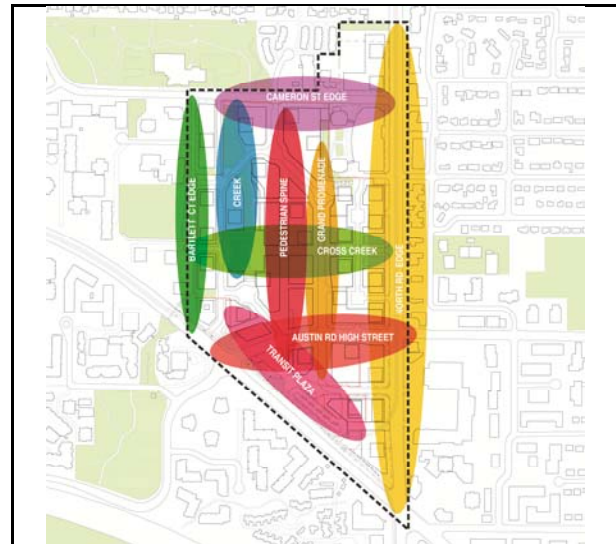 CAMERON ST EDGE
BARTLETT CT EDGE
CREEK
PEDESTRIAN SPINE
GRAND PROMENADE
CROSS CREEK
NORTH RD EDGE
AUSTIN RD HIGH STREET
TRANSIT PLAZA